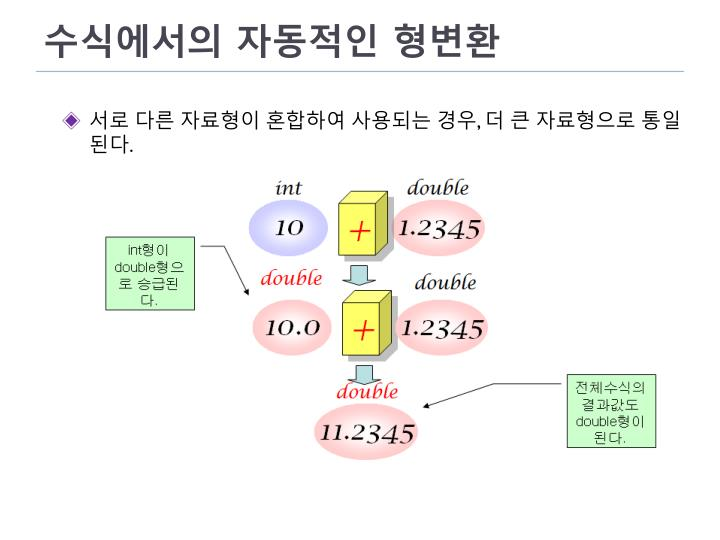 수식에서의 자동적인 형변환
서로 다른 자료형이 혼합하여 사용되는 경우, 더 큰 자료형으로 통일
된다.
int double
10 + 1.2345
int형이
double형으
로 승급된
다.
double double
10.0 + 1.2345
double
11.2345
전체수식의
결과값도
double형이
된다.